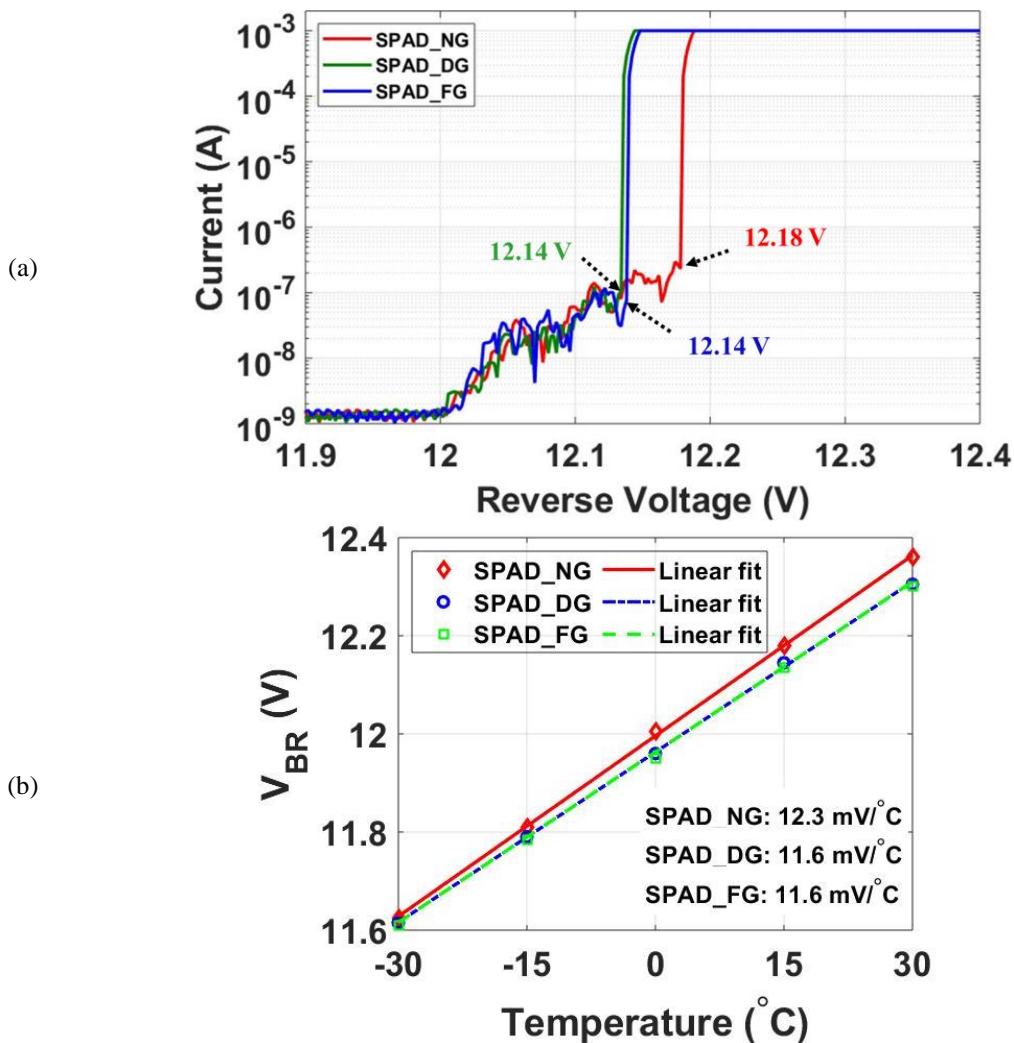 (a)
Current (A)
10^-3
10^-4
10^-5
10^-6
10^-7
10^-8
10^-9
SPAD_NG
SPAD_DG
SPAD_FG
12.14 V
12.18 V
12.14 V
11.9 12 12.1 12.2 12.3 12.4
Reverse Voltage (V)
(b)
V_BR (V)
12.4
12.2
12
11.8
11.6
SPAD_NG Linear fit
SPAD_DG Linear fit
SPAD_FG Linear fit
SPAD_NG: 12.3 mV/°C
SPAD_DG: 11.6 mV/°C
SPAD_FG: 11.6 mV/°C
-30 -15 0 15 30
Temperature (°C)